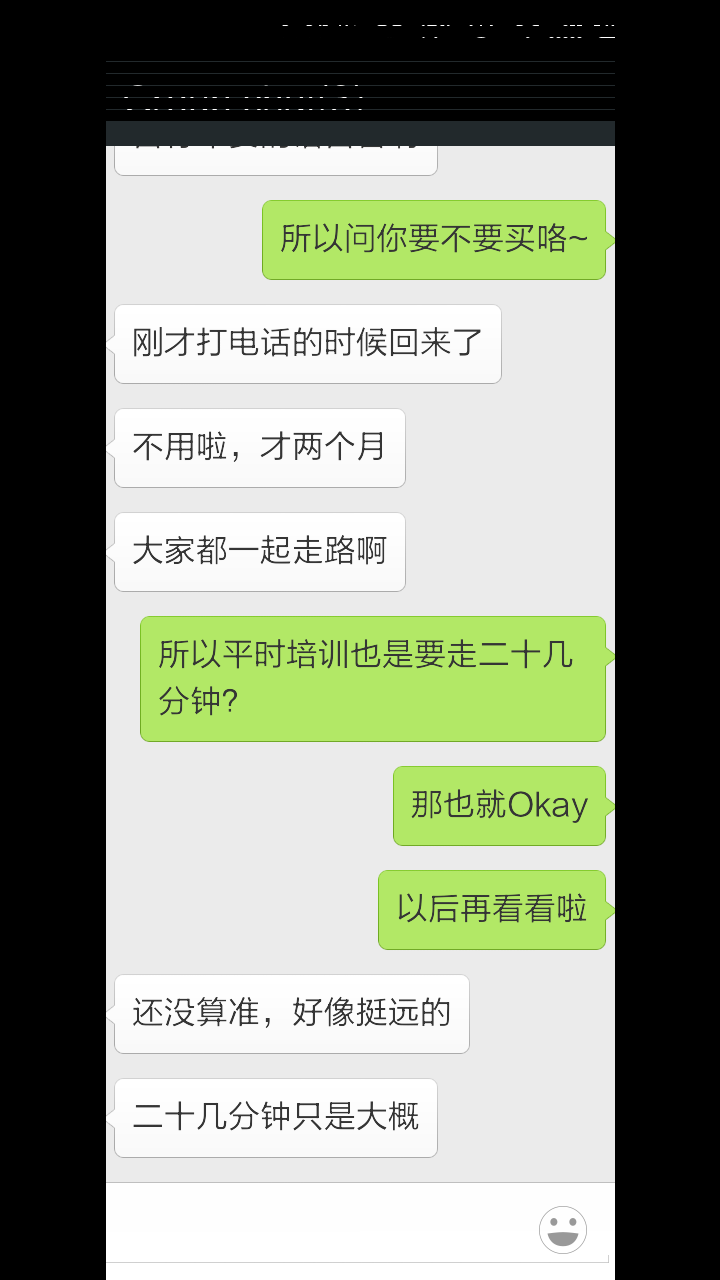 所以问你要不要买咯~
刚才打电话的时候回来了
不用啦，才两个月
大家都一起走路啊
所以平时培训也是要走二十几
分钟?
那也就Okay
以后再看看啦
还没算准，好像挺远的
二十几分钟只是大概